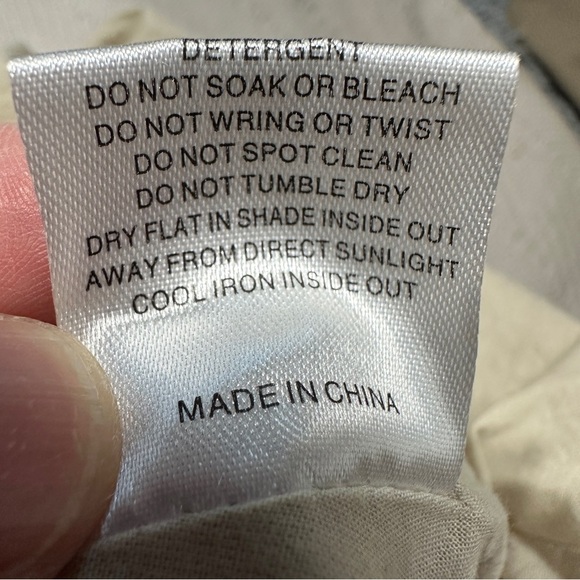 DETERGENT
DO NOT SOAK OR BLEACH
DO NOT WRING OR TWIST
DO NOT SPOT CLEAN
DO NOT TUMBLE DRY
DRY FLAT IN SHADE INSIDE OUT
AWAY FROM DIRECT SUNLIGHT
COOL IRON INSIDE OUT
MADE IN CHINA